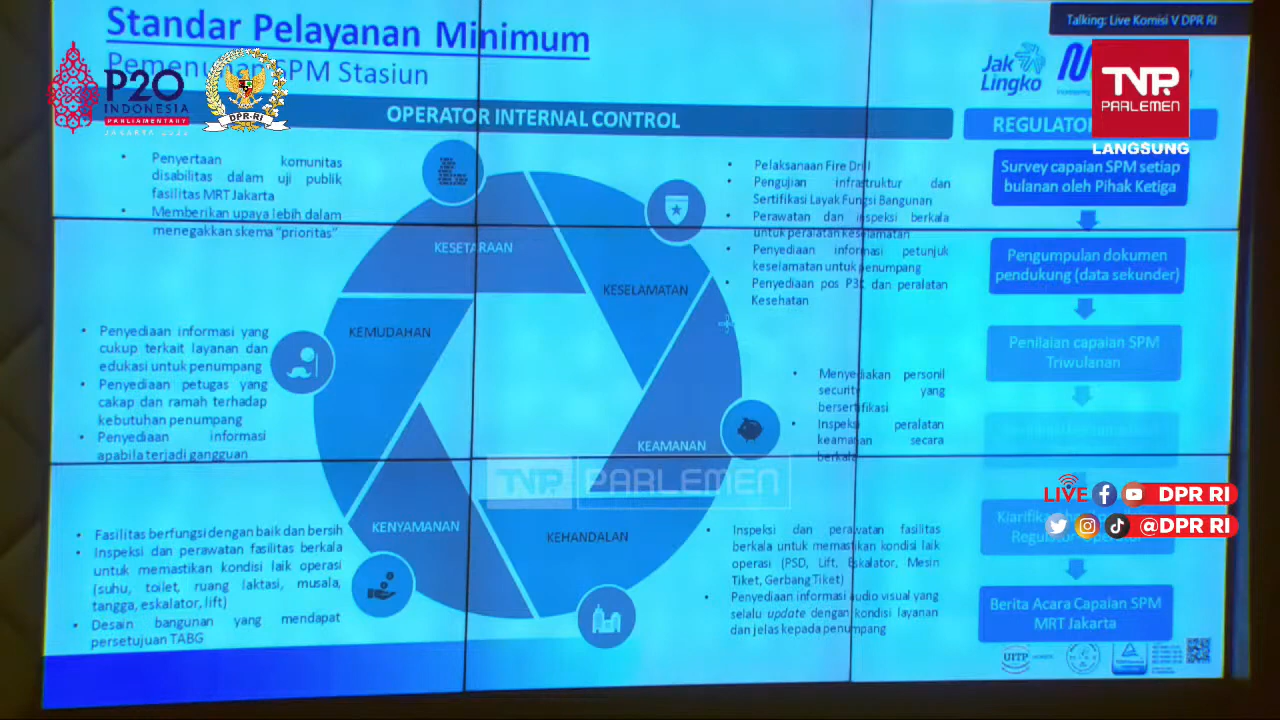 Standar Pelayanan Minimum
Talking: Live Komisi V DPR RI
SPM Stasiun
P20
INDONESIA
PARLIAMENTARY
JAKARTA 2022
DPR-RI
Jak
Lingko
TVP.
PARLEMEN
LANGSUNG
OPERATOR INTERNAL CONTROL
REGULATOR
• Penyertaan komunitas
disabilitas dalam uji publik
fasilitas MRT Jakarta
• Memberikan upaya lebih dalam
menegakkan skema "prioritas"
KESETARAAN
KESELAMATAN
• Pelaksanaan Fire Drill
• Pengujian infrastruktur dan
Sertifikasi Layak Fungsi Bangunan
• Perawatan dan inspeksi berkala
untuk peralatan keselamatan
• Penyediaan informasi petunjuk
keselamatan untuk penumpang
• Penyediaan pos P3K dan peralatan
Kesehatan
Survey capaian SPM setiap
bulanan oleh Pihak Ketiga
Pengumpulan dokumen
pendukung (data sekunder)
Penilaian capaian SPM
Triwulanan
KEMUDAHAN
• Penyediaan informasi yang
cukup terkait layanan dan
edukasi untuk penumpang
• Penyediaan petugas yang
cakap dan ramah terhadap
kebutuhan penumpang
• Penyediaan informasi
apabila terjadi gangguan
KEAMANAN
• Menyediakan personil
security yang
bersertifikasi
• Inspeksi peralatan
keamanan secara
berkala
TVP. PARLEMEN
LIVE DPR RI
@DPR RI
KENYAMANAN
• Fasilitas berfungsi dengan baik dan bersih
• Inspeksi dan perawatan fasilitas berkala
untuk memastikan kondisi laik operasi
(suhu, toilet, ruang laktasi, musala,
tangga, eskalator, lift)
• Desain bangunan yang mendapat
persetujuan TABG
KEHANDALAN
• Inspeksi dan perawatan fasilitas
berkala untuk memastikan kondisi laik
operasi (PSD, Lift, Eskalator, Mesin
Tiket, Gerbang Tiket)
• Penyediaan informasi audio visual yang
selalu update dengan kondisi layanan
dan jelas kepada penumpang
Berita Acara Capaian SPM
MRT Jakarta
UITP